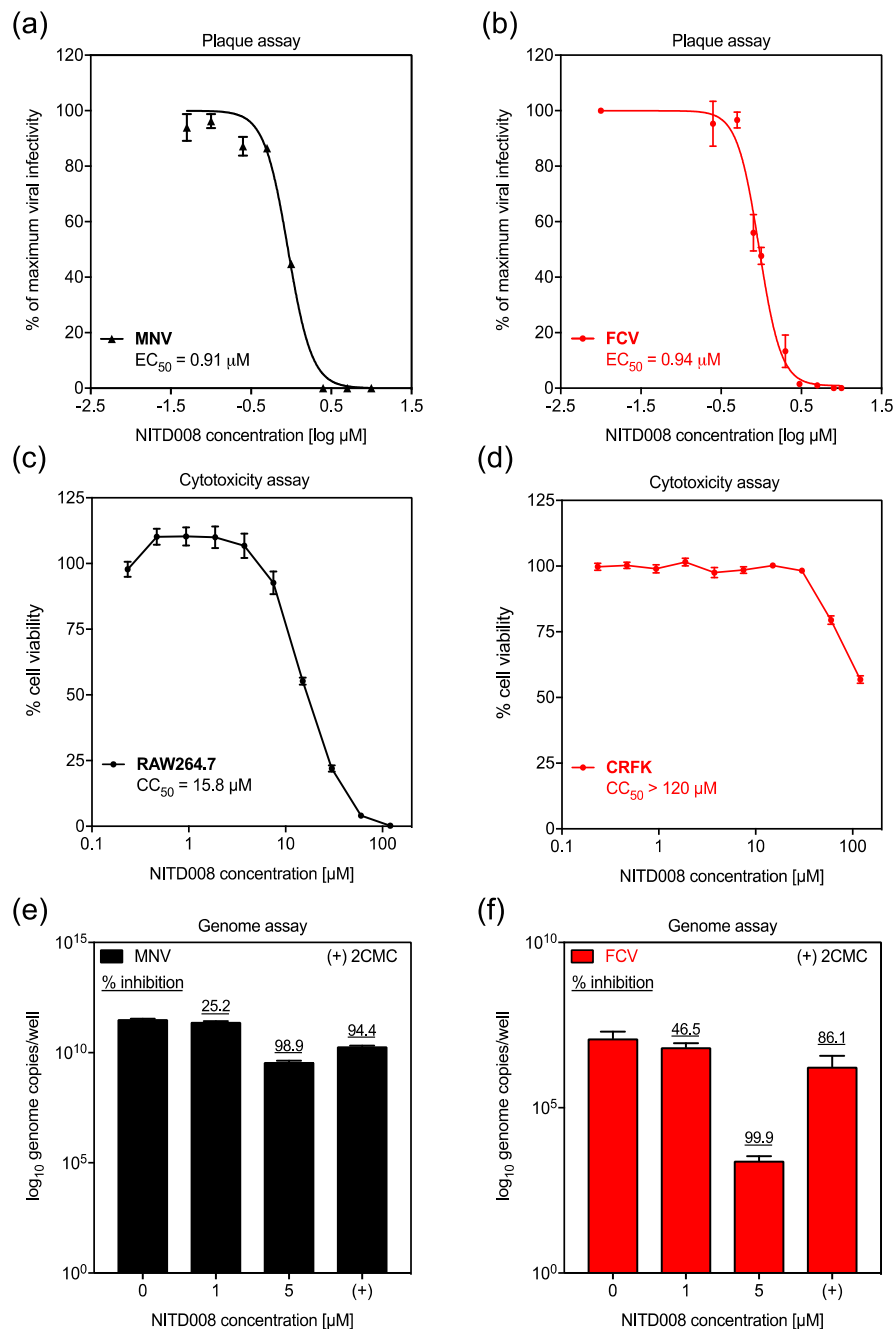 (a)
Plaque assay
% of maximum viral infectivity
120
100
80
60
40
20
0
MNV
EC50 = 0.91 µM
-2.5
-1.5
-0.5
0.5
1.5
NITD008 concentration [log µM]
(b)
Plaque assay
% of maximum viral infectivity
120
100
80
60
40
20
0
FCV
EC50 = 0.94 µM
-2.5
-1.5
-0.5
0.5
1.5
NITD008 concentration [log µM]
(c)
Cytotoxicity assay
% cell viability
125
100
75
50
25
0
RAW264.7
CC50 = 15.8 µM
0.1
1
10
100
NITD008 concentration [µM]
(d)
Cytotoxicity assay
% cell viability
125
100
75
50
25
0
CRFK
CC50 > 120 µM
0.1
1
10
100
NITD008 concentration [µM]
(e)
Genome assay
log10 genome copies/well
10^15
10^10
10^5
10^0
MNV
(+) 2CMC
% inhibition
25.2
98.9
94.4
0
1
5
(+)
NITD008 concentration [µM]
(f)
Genome assay
log10 genome copies/well
10^10
10^5
10^0
FCV
(+) 2CMC
% inhibition
46.5
99.9
86.1
0
1
5
(+)
NITD008 concentration [µM]